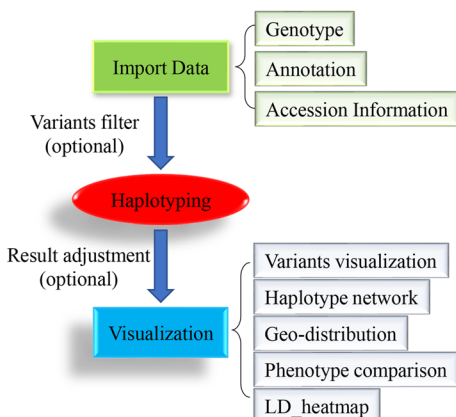 Genotype
Import Data
Annotation
Accession Information
Variants filter
(optional)
Haplotyping
Result adjustment
(optional)
Visualization
Variants visualization
Haplotype network
Geo-distribution
Phenotype comparison
LD_heatmap